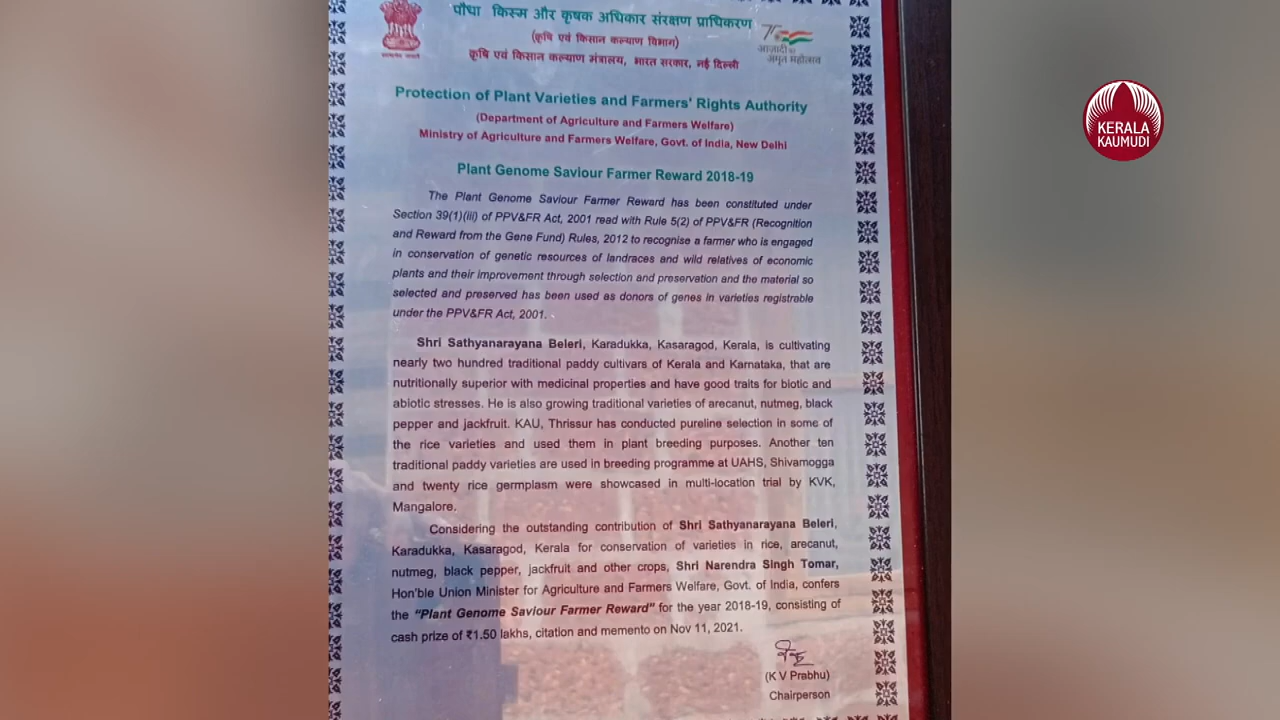 पौधा किस्म और कृषक अधिकार संरक्षण प्राधिकरण
(कृषि एवं किसान कल्याण विभाग)
कृषि एवं किसान कल्याण मंत्रालय, भारत सरकार, नई दिल्ली
75
आज़ादी का
अमृत महोत्सव
Protection of Plant Varieties and Farmers' Rights Authority
(Department of Agriculture and Farmers Welfare)
Ministry of Agriculture and Farmers Welfare, Govt. of India, New Delhi
Plant Genome Saviour Farmer Reward 2018-19
The Plant Genome Saviour Farmer Reward has been constituted under
Section 39(1)(iii) of PPV&FR Act, 2001 read with Rule 5(2) of PPV&FR (Recognition
and Reward from the Gene Fund) Rules, 2012 to recognise a farmer who is engaged
in conservation of genetic resources of landraces and wild relatives of economic
plants and their improvement through selection and preservation and the material so
selected and preserved has been used as donors of genes in varieties registrable
under the PPV&FR Act, 2001.
Shri Sathyanarayana Beleri, Karadukka, Kasaragod, Kerala, is cultivating
nearly two hundred traditional paddy cultivars of Kerala and Karnataka, that are
nutritionally superior with medicinal properties and have good traits for biotic and
abiotic stresses. He is also growing traditional varieties of arecanut, nutmeg, black
pepper and jackfruit. KAU, Thrissur has conducted pureline selection in some of
the rice varieties and used them in plant breeding purposes. Another ten
traditional paddy varieties are used in breeding programme at UAHS, Shivamogga
and twenty rice germplasm were showcased in multi-location trial by KVK,
Mangalore.
Considering the outstanding contribution of Shri Sathyanarayana Beleri,
Karadukka, Kasaragod, Kerala for conservation of varieties in rice, arecanut,
nutmeg, black pepper, jackfruit and other crops, Shri Narendra Singh Tomar,
Hon'ble Union Minister for Agriculture and Farmers Welfare, Govt. of India, confers
the "Plant Genome Saviour Farmer Reward" for the year 2018-19, consisting of
cash prize of ₹1.50 lakhs, citation and memento on Nov 11, 2021.
(K V Prabhu)
Chairperson
KERALA
KAUMUDI